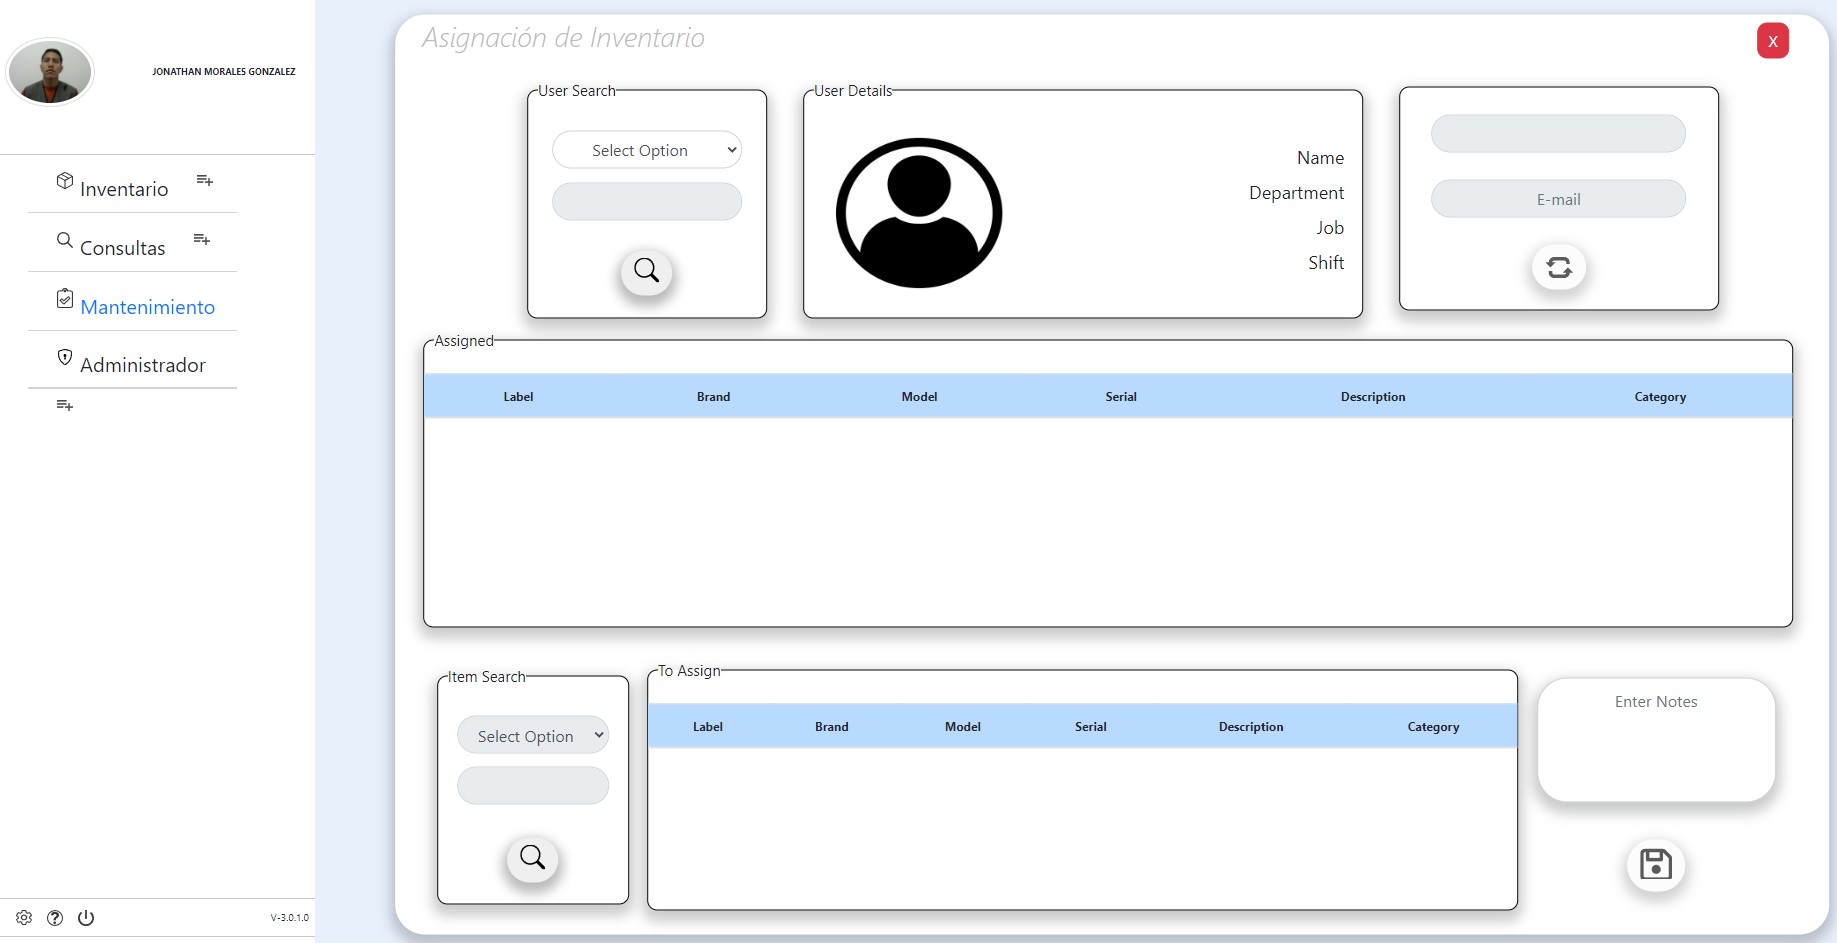 JONATHAN MORALES GONZALEZ
Inventario
Consultas
Mantenimiento
Administrador
V-3.0.1.0
Asignación de Inventario
X
User Search
Select Option
User Details
Name
Department
Job
Shift
E-mail
Assigned
Label Brand Model Serial Description Category
Item Search
Select Option
To Assign
Label Brand Model Serial Description Category
Enter Notes